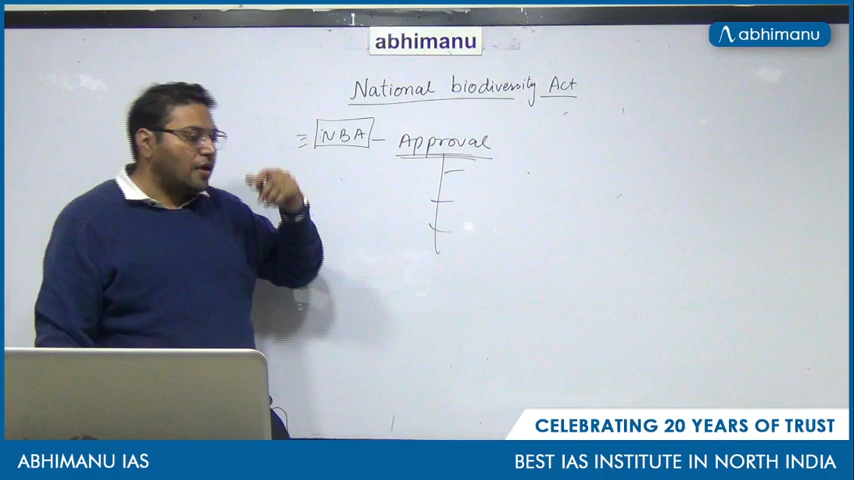 abhimanu
abhimanu
National biodiversity Act
NBA - Approval
CELEBRATING 20 YEARS OF TRUST
ABHIMANU IAS
BEST IAS INSTITUTE IN NORTH INDIA